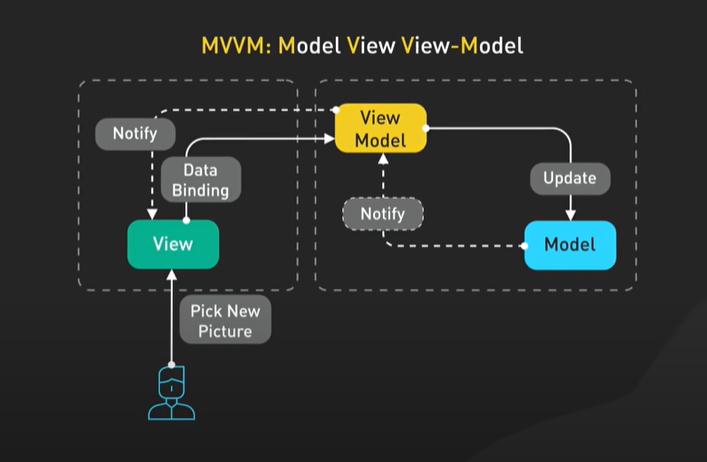 MVVM: Model View View-Model
Notify
View
Model
Data
Binding
Update
Notify
View
Model
Pick New
Picture